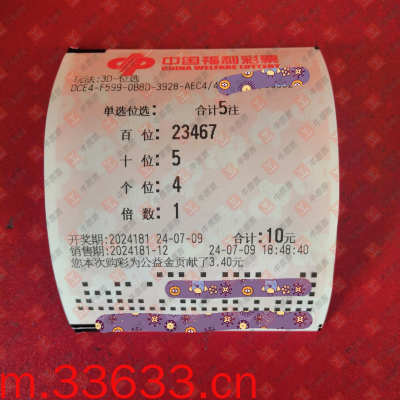 中国福利彩票
CHINA WELFARE LOTTERY
玩法:3D-位选
DCE4-F599-0B8D-3928-AEC4/
单选位选: 合计5注
百 位: 23467
十 位: 5
个 位: 4
倍 数: 1
开奖期:2024181 24-07-09 合计:10元
销售期:2024181-12 24-07-09 18:48:40
您本次购彩为公益金贡献了3.40元
m.33633.cn